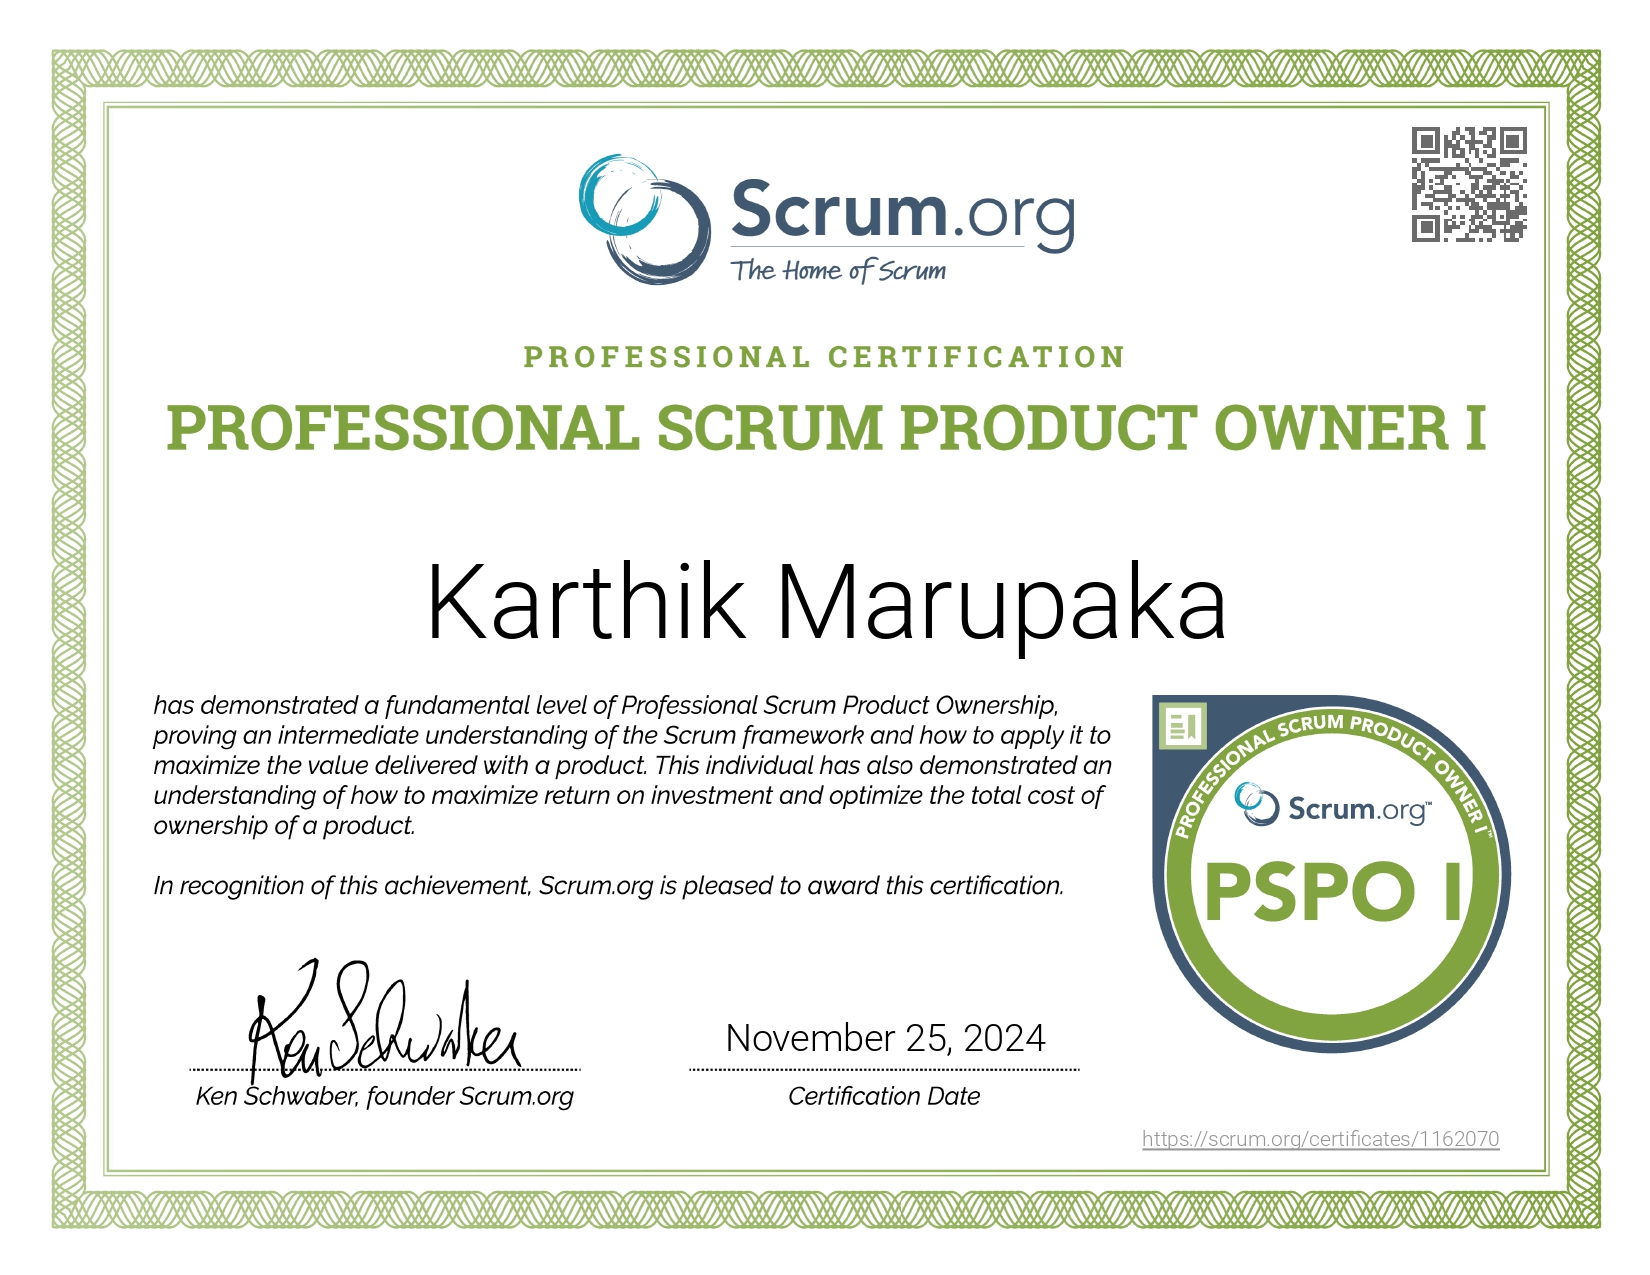 Scrum.org
The Home of Scrum
PROFESSIONAL CERTIFICATION
PROFESSIONAL SCRUM PRODUCT OWNER I
Karthik Marupaka
has demonstrated a fundamental level of Professional Scrum Product Ownership,
proving an intermediate understanding of the Scrum framework and how to apply it to
maximize the value delivered with a product. This individual has also demonstrated an
understanding of how to maximize return on investment and optimize the total cost of
ownership of a product.
In recognition of this achievement, Scrum.org is pleased to award this certification.
PROFESSIONAL SCRUM PRODUCT OWNER I™
Scrum.org™
PSPO I
Ken Schwaber
Ken Schwaber, founder Scrum.org
November 25, 2024
Certification Date
https://scrum.org/certificates/1162070